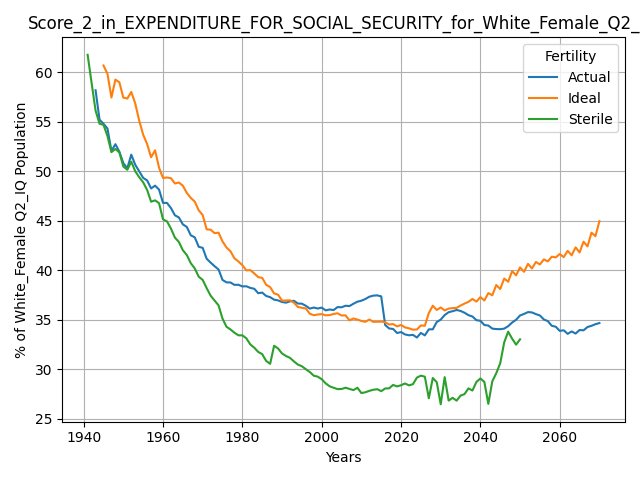 Score_2_in_EXPENDITURE_FOR_SOCIAL_SECURITY_for_White_Female_Q2_
Fertility
Actual
Ideal
Sterile
% of White_Female Q2_IQ Population
60
55
50
45
40
35
30
25
1940 1960 1980 2000 2020 2040 2060
Years